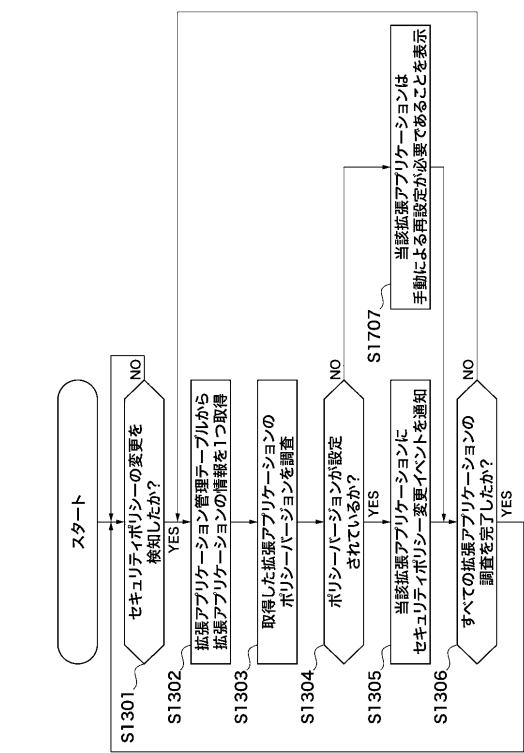 スタート
S1301
セキュリティポリシーの変更を
検知したか?
NO
YES
S1302
拡張アプリケーション管理テーブルから
拡張アプリケーションの情報を1つ取得
S1303
取得した拡張アプリケーションの
ポリシーバージョンを調査
S1304
ポリシーバージョンが設定
されているか?
NO
YES
S1305
当該拡張アプリケーションに
セキュリティポリシー変更イベントを通知
S1707
当該拡張アプリケーションは
手動による再設定が必要であることを表示
S1306
すべての拡張アプリケーションの
調査を完了したか?
NO
YES